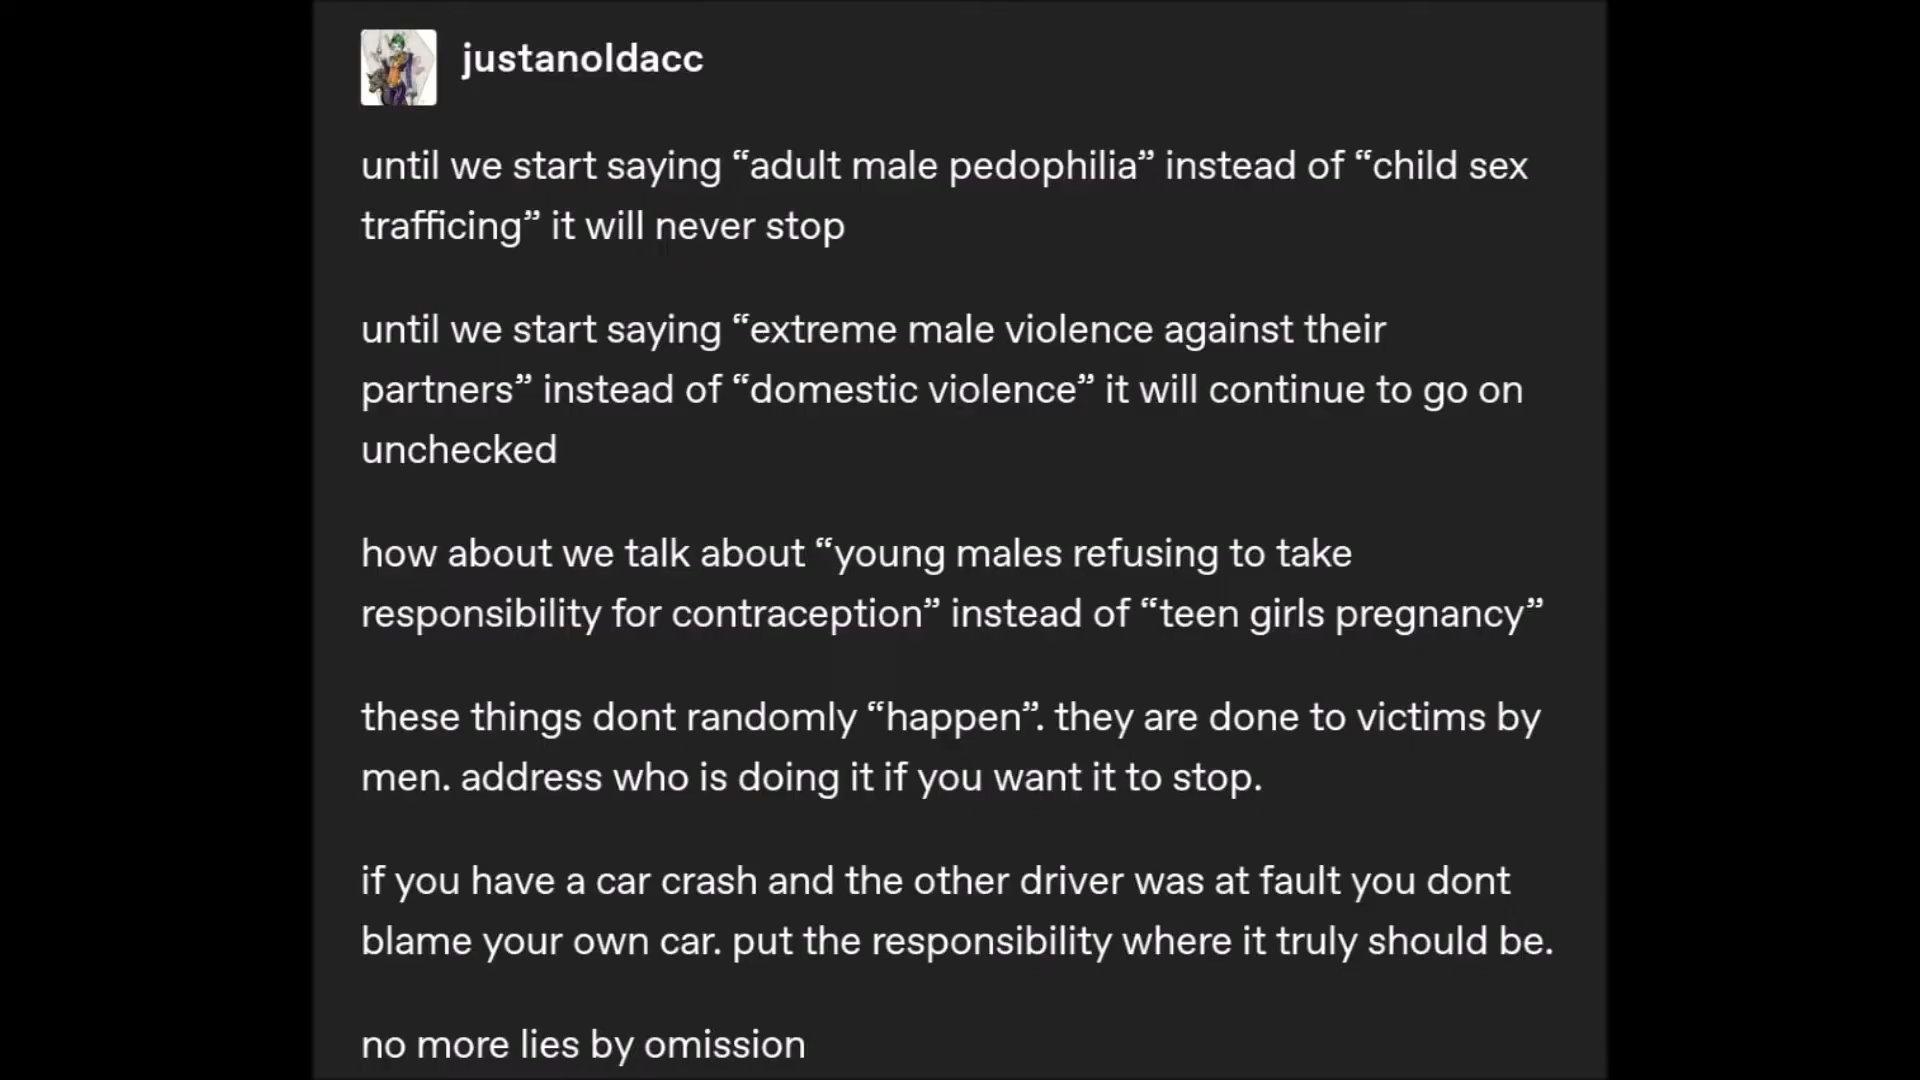 justanoldacc
until we start saying “adult male pedophilia” instead of “child sex
trafficing” it will never stop
until we start saying “extreme male violence against their
partners” instead of “domestic violence” it will continue to go on
unchecked
how about we talk about “young males refusing to take
responsibility for contraception” instead of “teen girls pregnancy”
these things dont randomly “happen”. they are done to victims by
men. address who is doing it if you want it to stop.
if you have a car crash and the other driver was at fault you dont
blame your own car. put the responsibility where it truly should be.
no more lies by omission